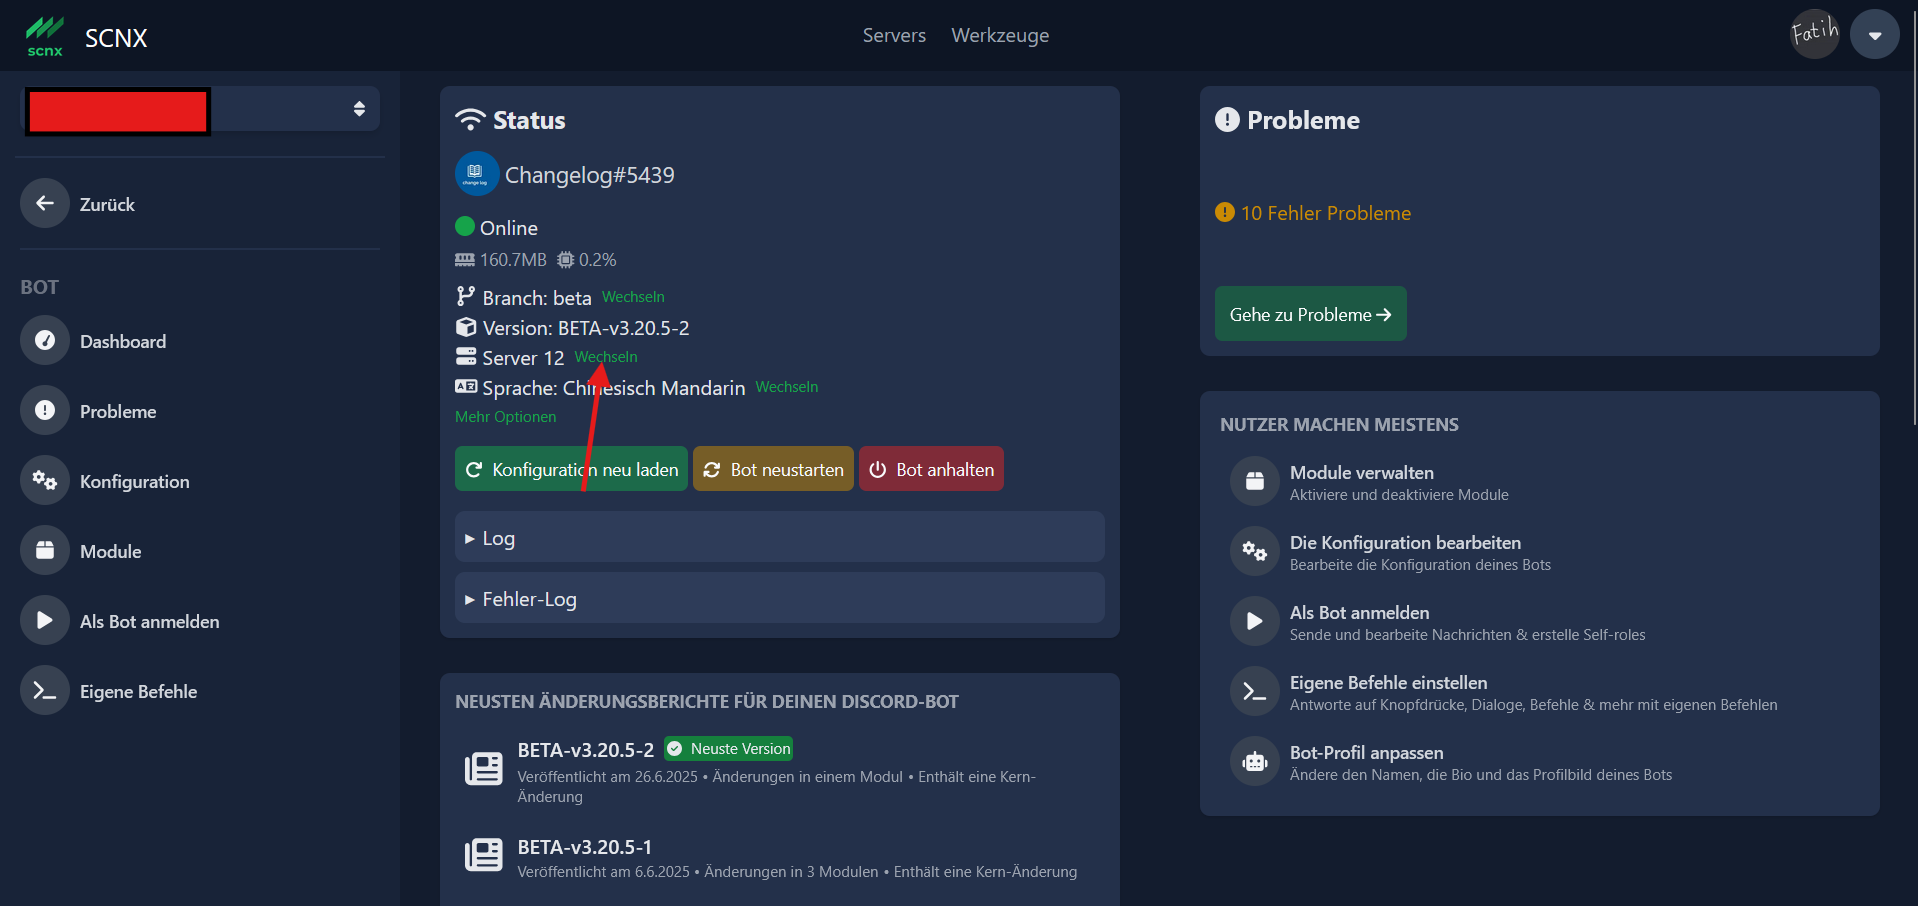 scnx
SCNX
Servers
Werkzeuge
Fatih
Zurück
BOT
Dashboard
Probleme
Konfiguration
Module
Als Bot anmelden
Eigene Befehle
Status
change log
Changelog#5439
Online
160.7MB 0.2%
Branch: beta Wechseln
Version: BETA-v3.20.5-2
Server 12 Wechseln
Sprache: Chinesisch Mandarin Wechseln
Mehr Optionen
Konfiguration neu laden
Bot neustarten
Bot anhalten
Log
Fehler-Log
NEUSTEN ÄNDERUNGSBERICHTE FÜR DEINEN DISCORD-BOT
BETA-v3.20.5-2 Neuste Version
Veröffentlicht am 26.6.2025 • Änderungen in einem Modul • Enthält eine Kern-
Änderung
BETA-v3.20.5-1
Veröffentlicht am 6.6.2025 • Änderungen in 3 Modulen • Enthält eine Kern-Änderung
Probleme
10 Fehler Probleme
Gehe zu Probleme
NUTZER MACHEN MEISTENS
Module verwalten
Aktiviere und deaktiviere Module
Die Konfiguration bearbeiten
Bearbeite die Konfiguration deines Bots
Als Bot anmelden
Sende und bearbeite Nachrichten & erstelle Self-roles
Eigene Befehle einstellen
Antworte auf Knopfdrücke, Dialoge, Befehle & mehr mit eigenen Befehlen
Bot-Profil anpassen
Ändere den Namen, die Bio und das Profilbild deines Bots